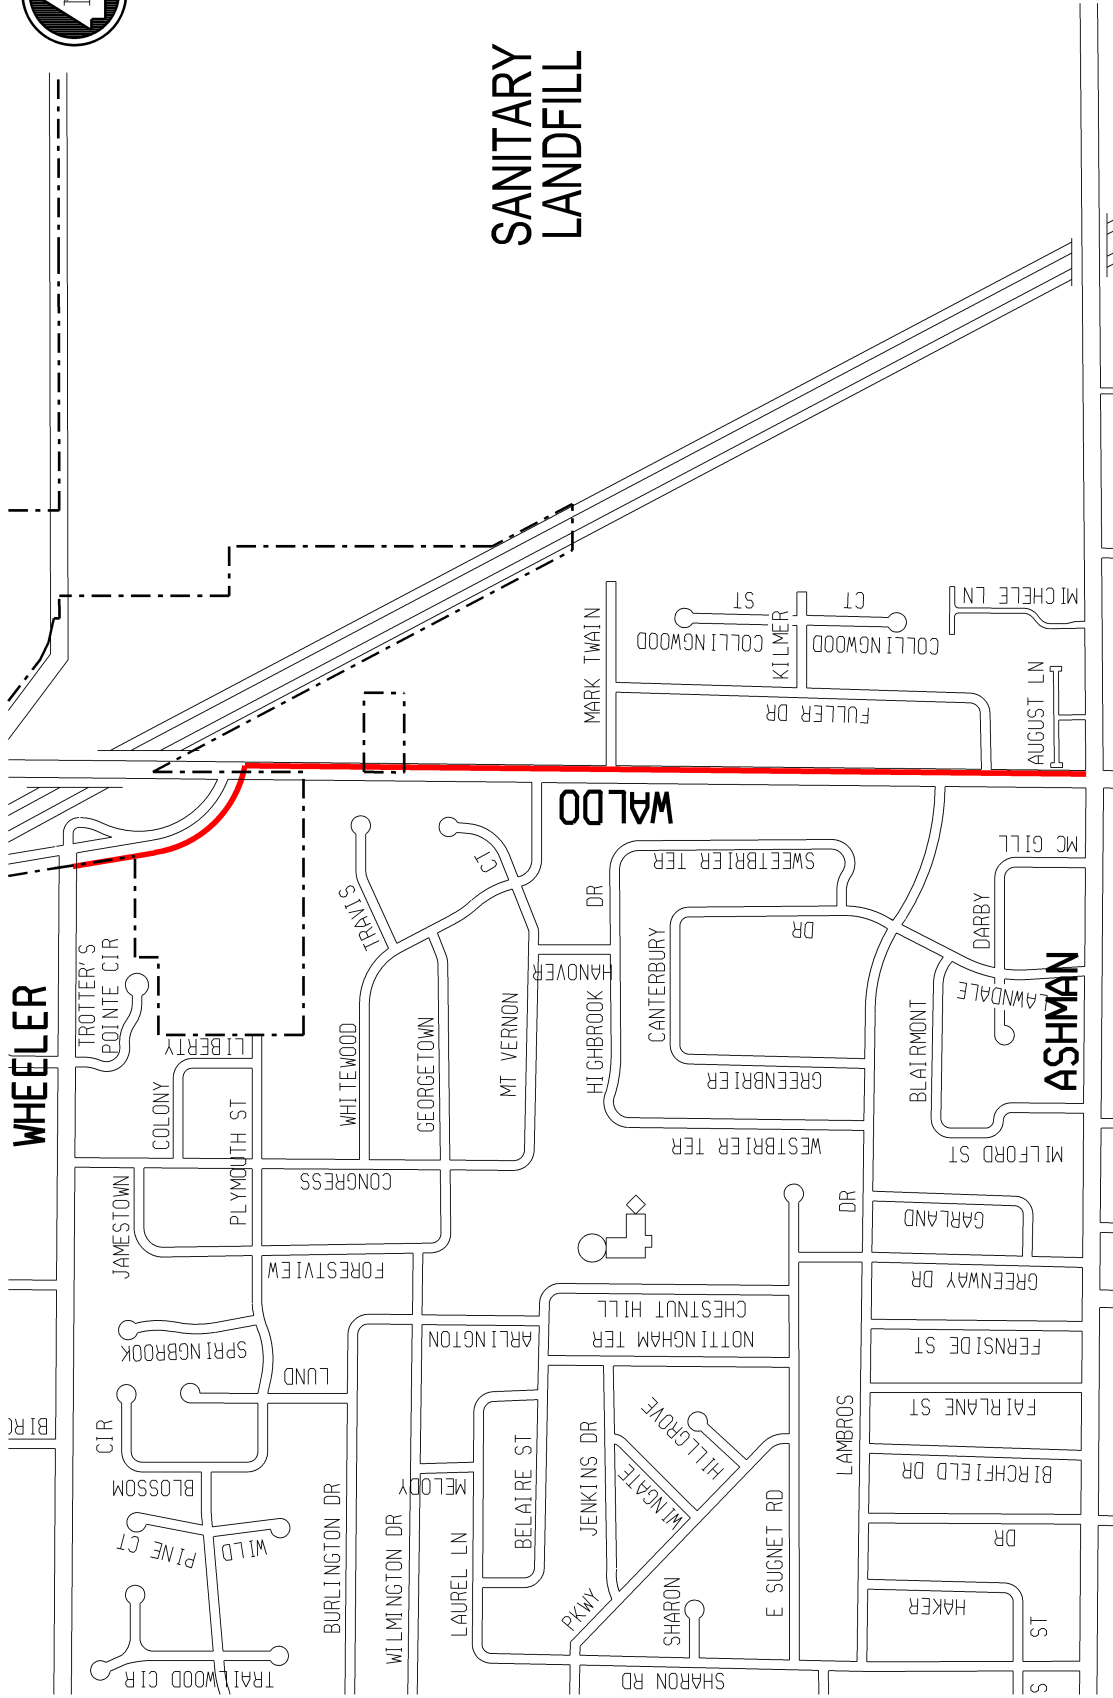 SANITARY
LANDFILL
WHEELER
WALDO
ASHMAN
MARK TWAIN
COLLINGWOOD
ST
KILMER
COLLINGWOOD
CT
MICHELE LN
FULLER DR
AUGUST LN
MC GILL
SWEETBRIER TER
DR
CT
TRAVIS
TROTTER'S
POINTE CIR
LIBERTY
COLONY
PLYMOUTH ST
WHITEWOOD
GEORGETOWN
MT VERNON
HANOVER
HIGHBROOK
CANTERBURY
DR
GREENBRIER
WESTBRIER TER
DARBY
LAWNDALE
BLAIRMONT
MILFORD ST
JAMESTOWN
CONGRESS
FORESTVIEW
DR
GARLAND
GREENWAY DR
CHESTNUT HILL
NOTTINGHAM TER
ARLINGTON
FERNSIDE ST
SPRINGBROOK
LUND
FAIRLANE ST
CIR
BLOSSOM
MELODY
BELAIRE ST
JENKINS DR
HILLGROVE
WINGATE
LAMBROS
BIRCHFIELD DR
PINE CT
WILD
BURLINGTON DR
WILMINGTON DR
LAUREL LN
PKWY
SHARON
E SUGNET RD
DR
HAKER
ST
TRAILWOOD CIR
SHARON RD